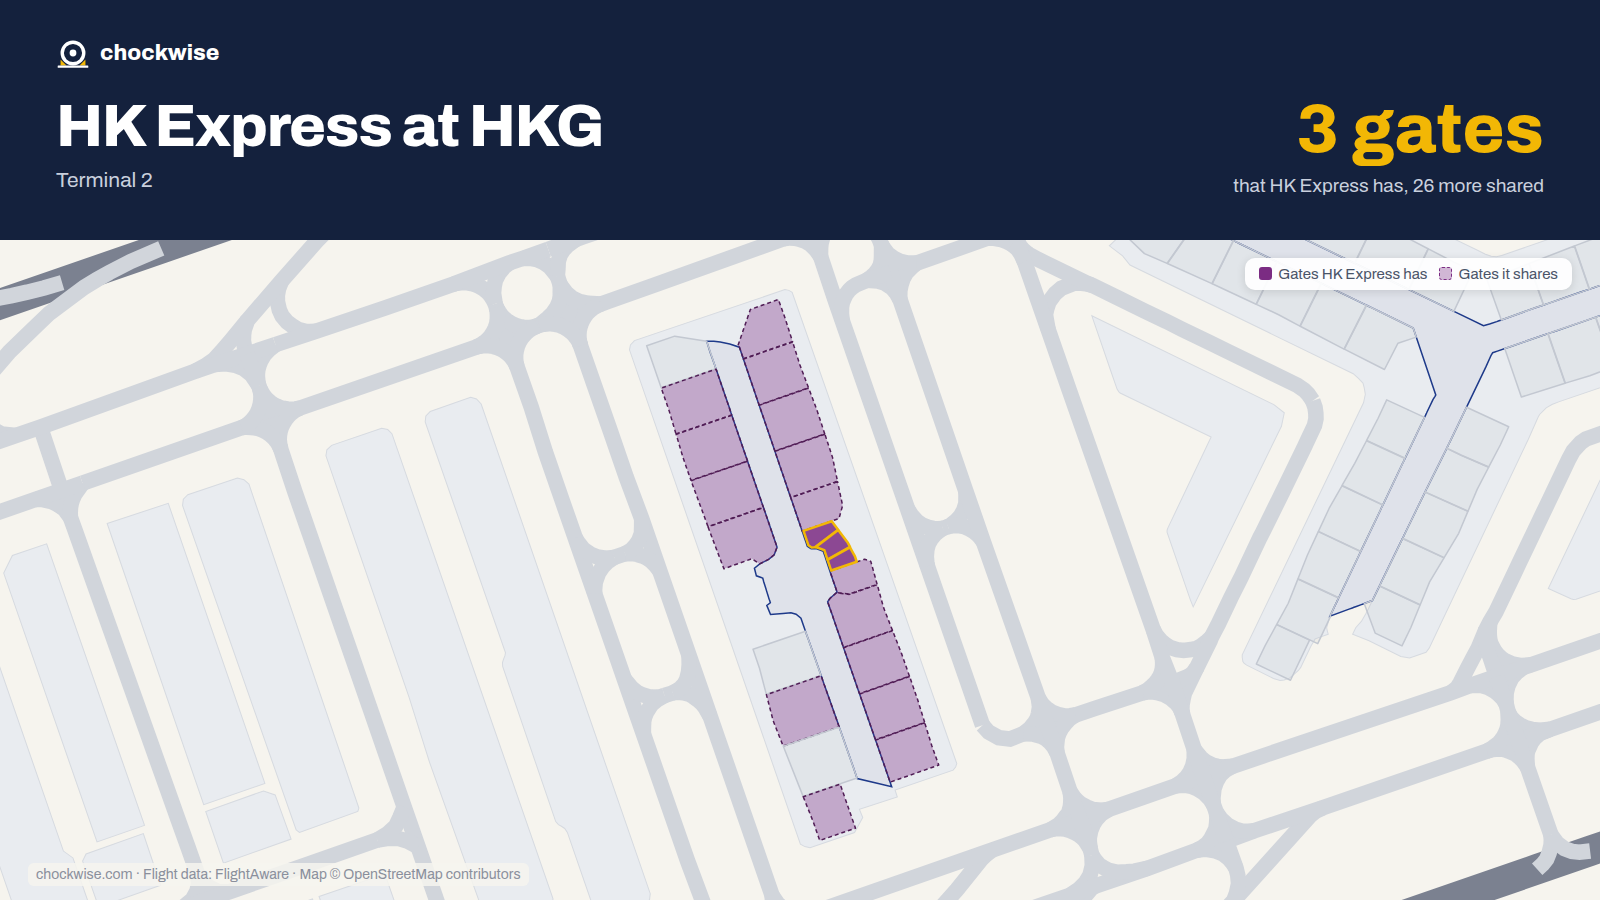 chockwise
HK Express at HKG
Terminal 2
3 gates
that HK Express has, 26 more shared
Gates HK Express has
Gates it shares
chockwise.com · Flight data: FlightAware · Map © OpenStreetMap contributors